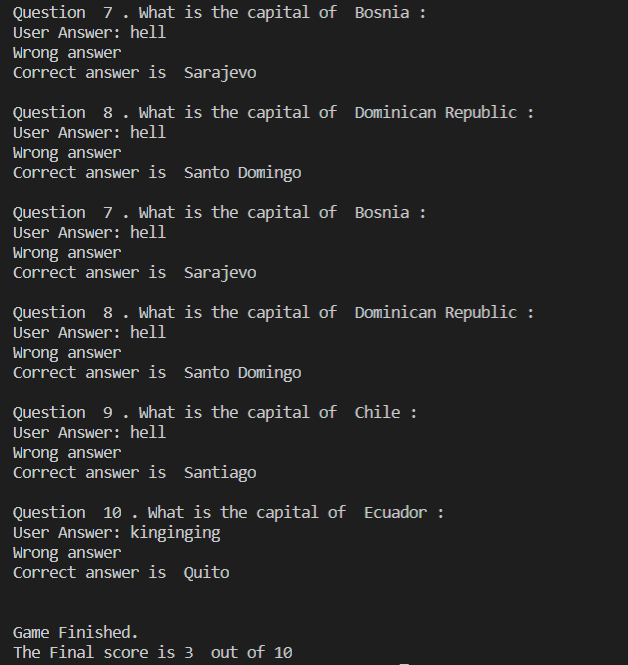 Question  7 . What is the capital of  Bosnia :
User Answer: hell
Wrong answer
Correct answer is  Sarajevo

Question  8 . What is the capital of  Dominican Republic :
User Answer: hell
Wrong answer
Correct answer is  Santo Domingo

Question  7 . What is the capital of  Bosnia :
User Answer: hell
Wrong answer
Correct answer is  Sarajevo

Question  8 . What is the capital of  Dominican Republic :
User Answer: hell
Wrong answer
Correct answer is  Santo Domingo

Question  9 . What is the capital of  Chile :
User Answer: hell
Wrong answer
Correct answer is  Santiago

Question  10 . What is the capital of  Ecuador :
User Answer: kinginging
Wrong answer
Correct answer is  Quito


Game Finished.
The Final score is 3  out of 10